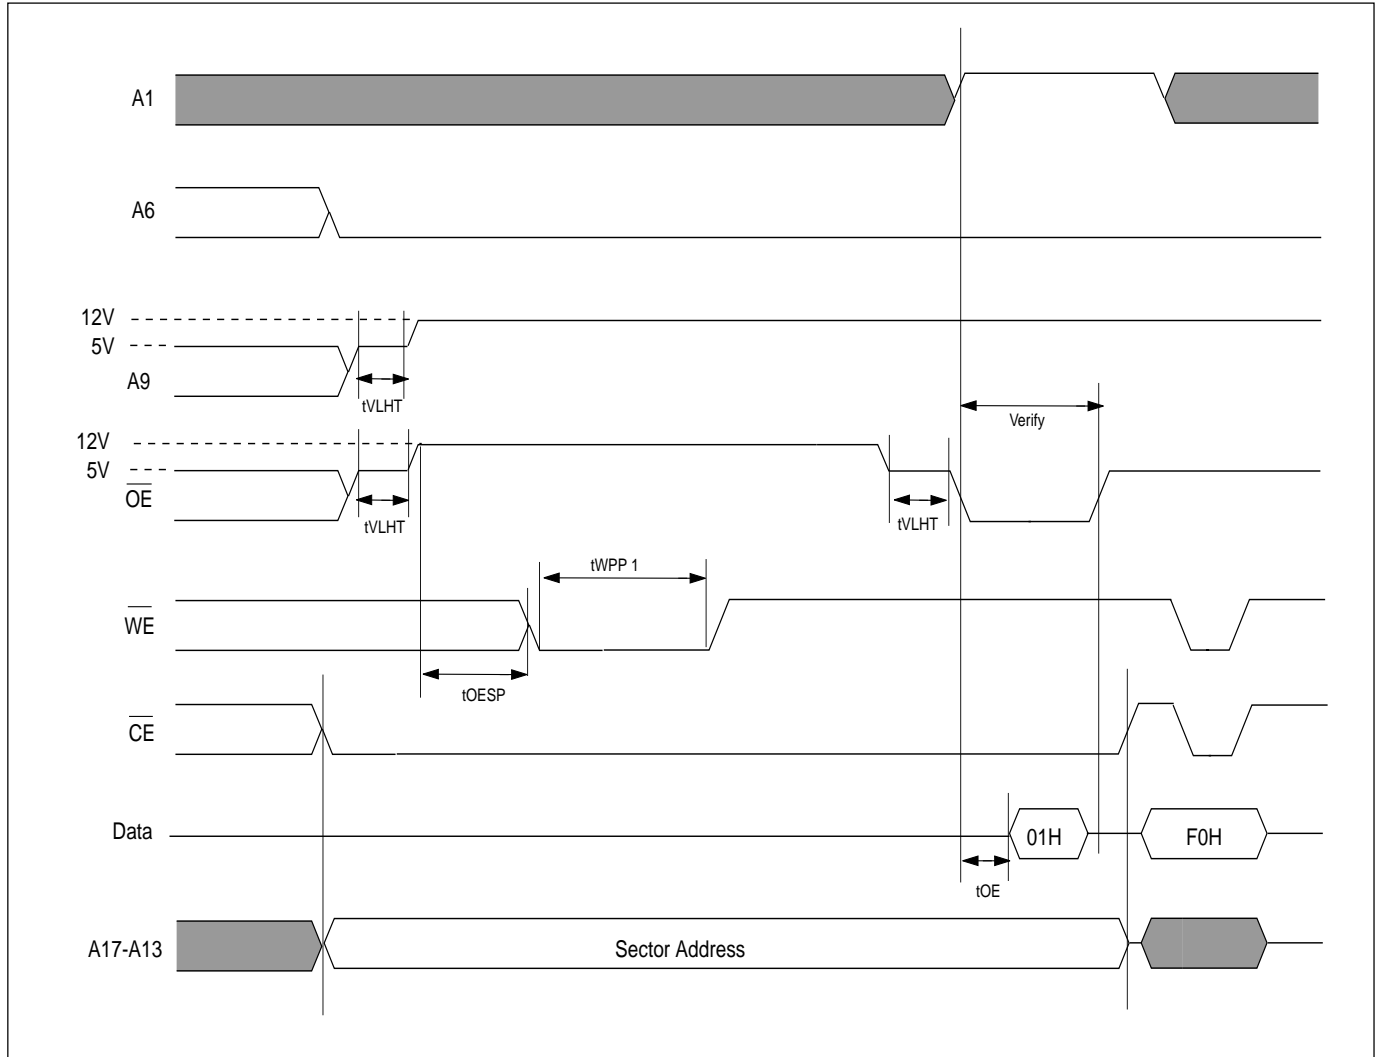 A1
A6
12V
5V
A9
tVLHT
Verify
12V
5V
OE
tVLHT
tVLHT
tWPP 1
WE
tOESP
CE
Data
01H
F0H
tOE
A17-A13
Sector Address